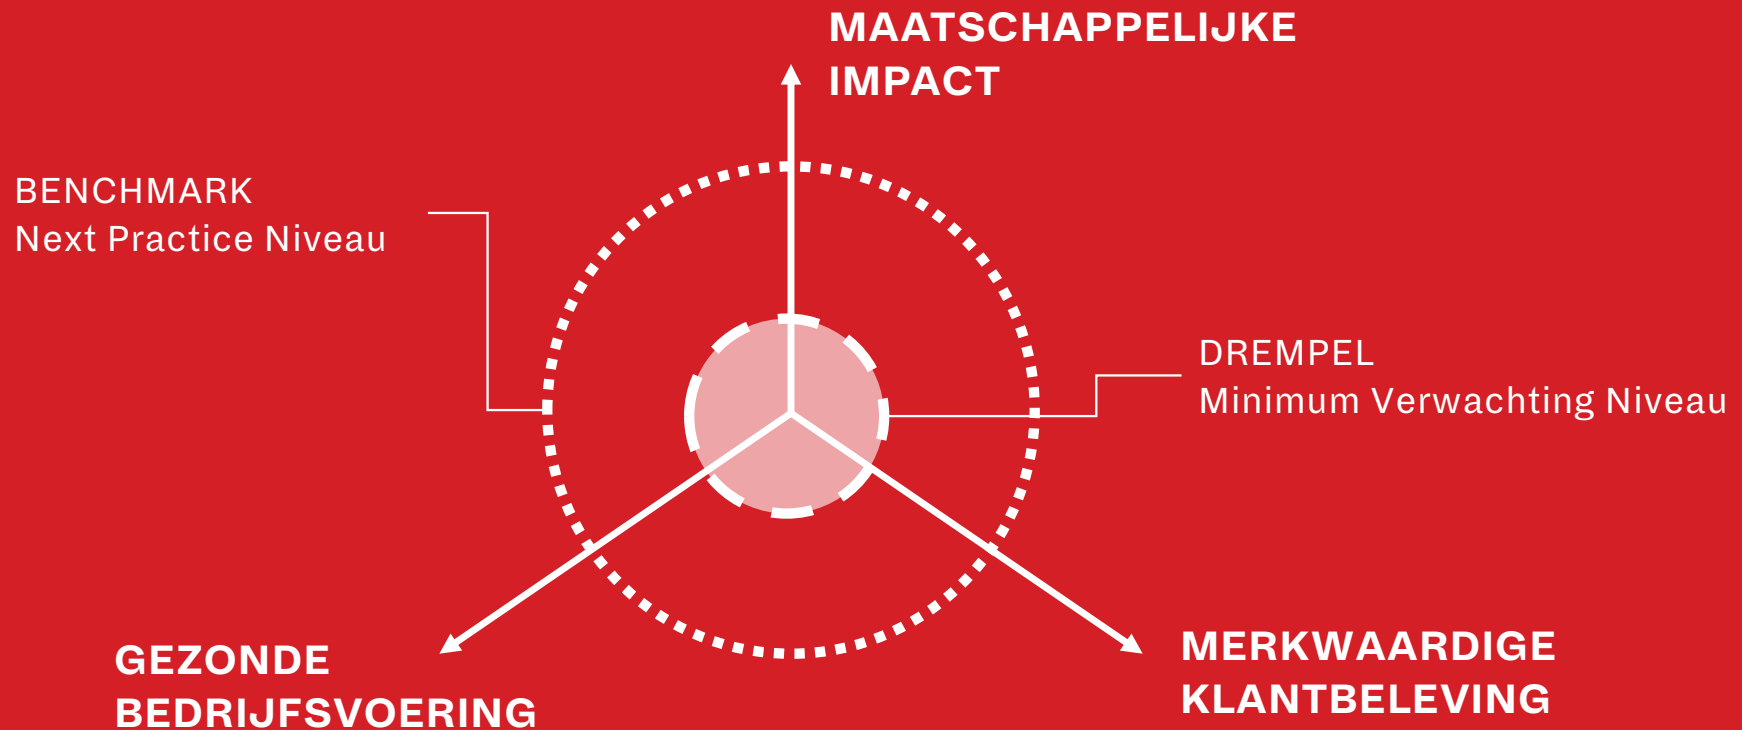 MAATSCHAPPELIJKE
IMPACT
BENCHMARK
Next Practice Niveau
DREMPEL
Minimum Verwachting Niveau
GEZONDE
BEDRIJFSVOERING
MERKWAARDIGE
KLANTBELEVING